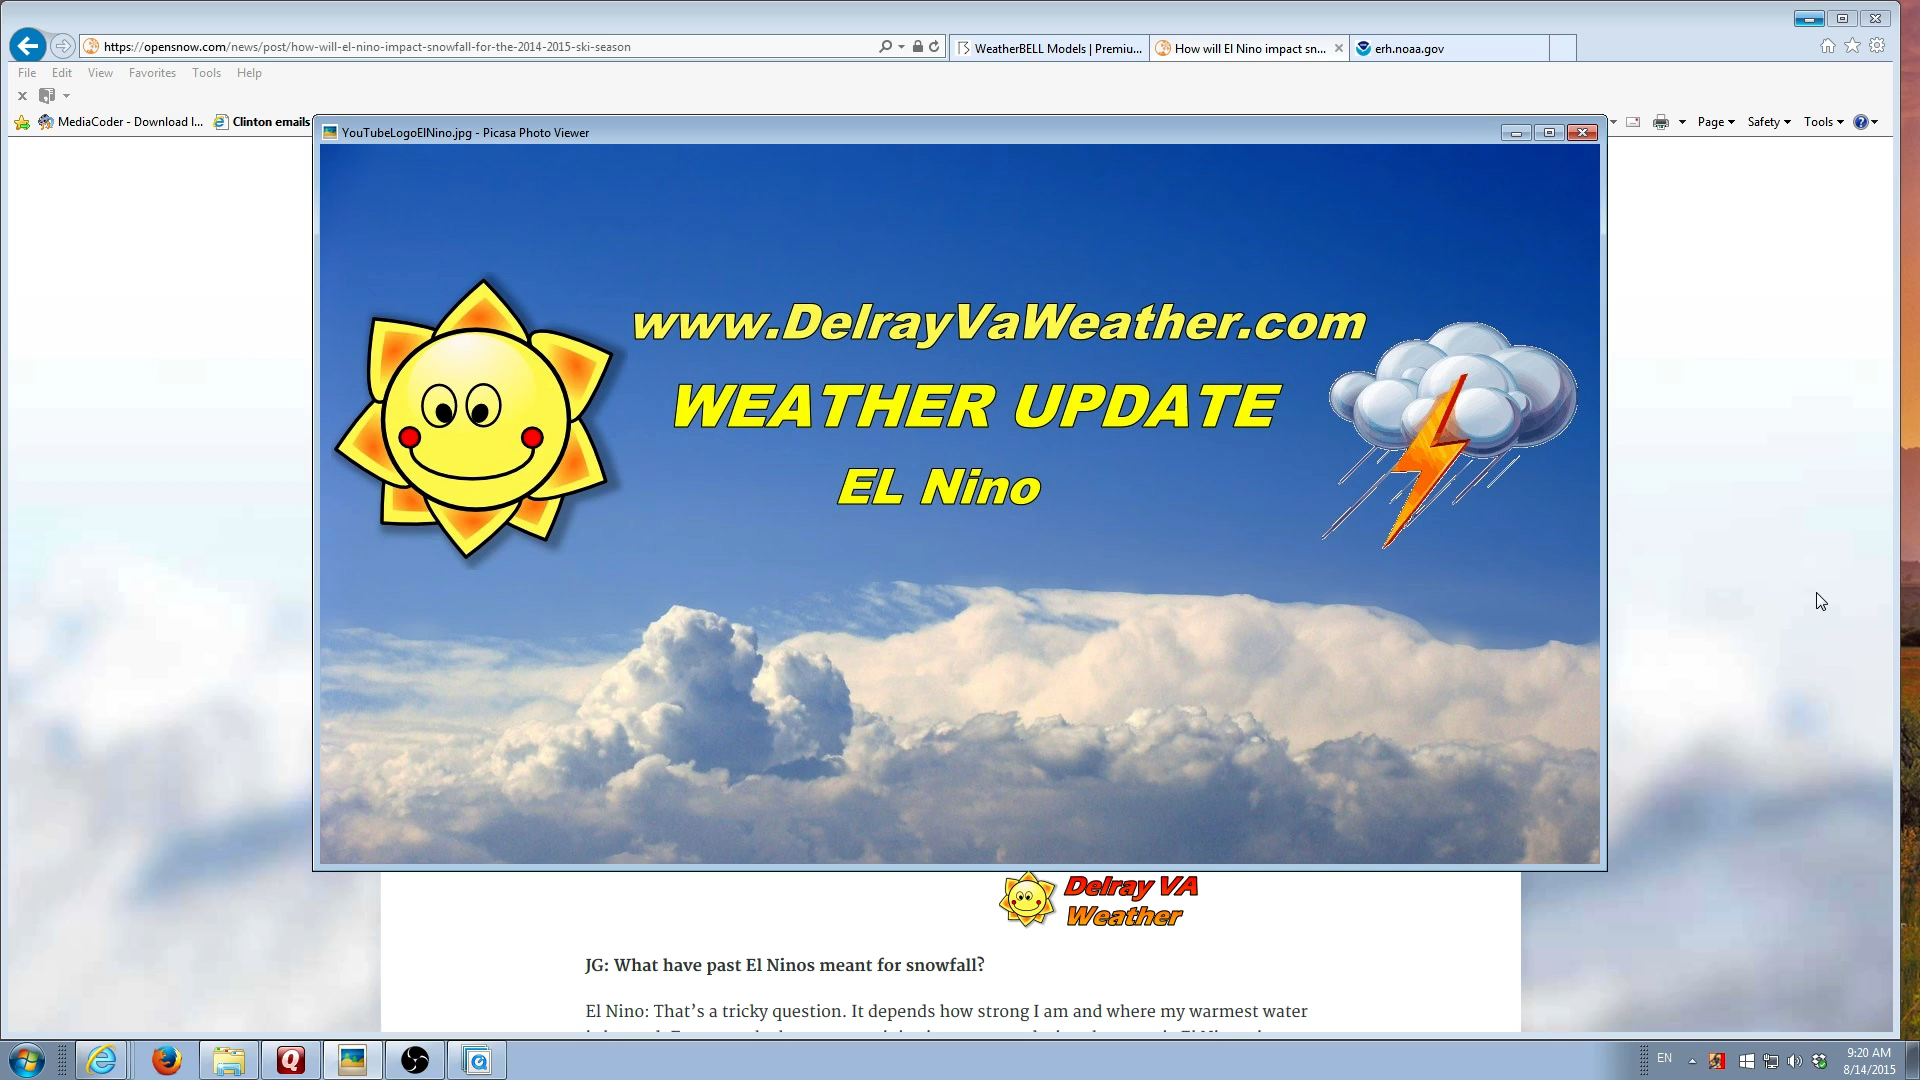 https://opensnow.com/news/post/how-will-el-nino-impact-snowfall-for-the-2014-2015-ski-season
WeatherBELL Models | Premiu...
How will El Nino impact sn...
erh.noaa.gov
File Edit View Favorites Tools Help
x
MediaCoder - Download I...
Clinton emails
Page Safety Tools
YouTubeLogoElNino.jpg - Picasa Photo Viewer
www.DelrayVaWeather.com
WEATHER UPDATE
EL Nino
Delray VA
Weather
JG: What have past El Ninos meant for snowfall?
El Nino: That's a tricky question. It depends how strong I am and where my warmest water
EN
9:20 AM
8/14/2015